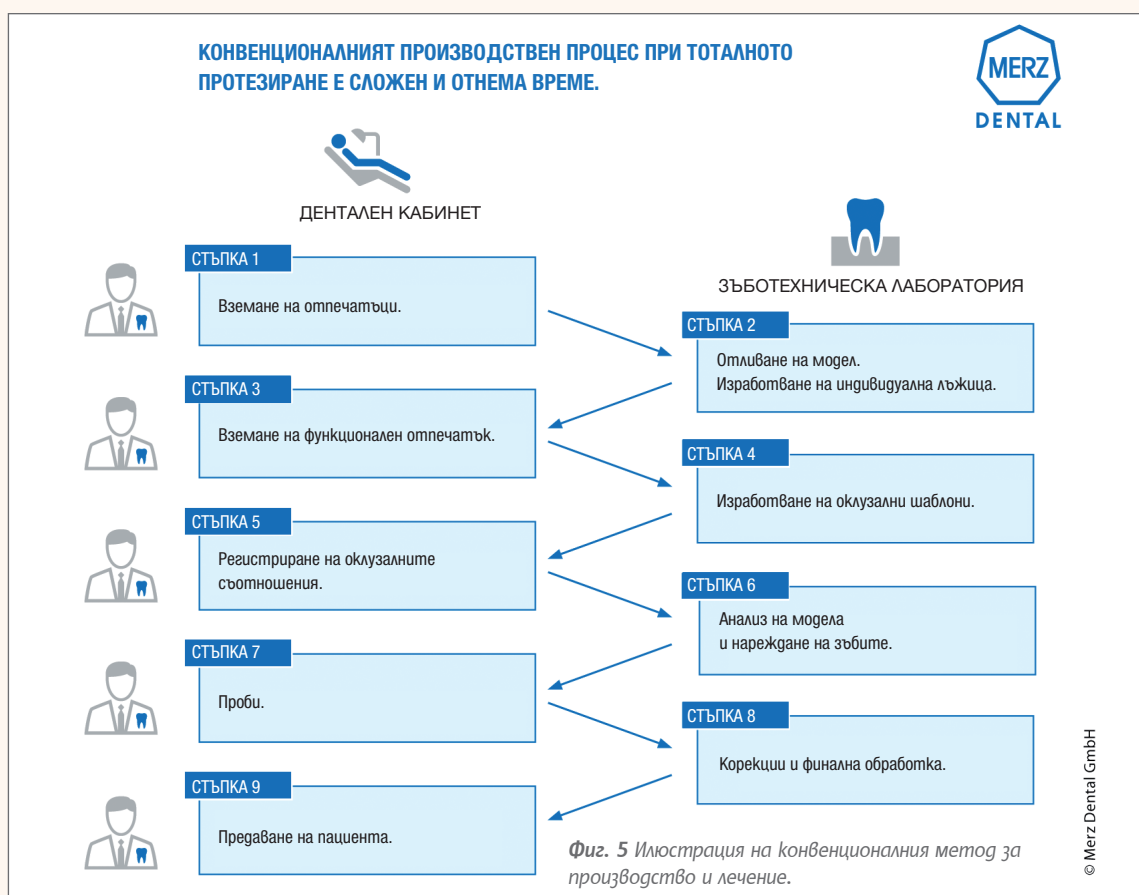 КОНВЕНЦИОНАЛНИЯТ ПРОИЗВОДСТВЕН ПРОЦЕС ПРИ ТОТАЛНОТО
ПРОТЕЗИРАНЕ Е СЛОЖЕН И ОТНЕМА ВРЕМЕ.
MERZ
DENTAL
ДЕНТАЛЕН КАБИНЕТ
ЗЪБОТЕХНИЧЕСКА ЛАБОРАТОРИЯ
СТЪПКА 1
Вземане на отпечатъци.
СТЪПКА 2
Отливане на модел.
Изработване на индивидуална лъжица.
СТЪПКА 3
Вземане на функционален отпечатък.
СТЪПКА 4
Изработване на оклузални шаблони.
СТЪПКА 5
Регистриране на оклузалните
съотношения.
СТЪПКА 6
Анализ на модела
и нареждане на зъбите.
СТЪПКА 7
Проби.
СТЪПКА 8
Корекции и финална обработка.
СТЪПКА 9
Предаване на пациента.
Фиг. 5 Илюстрация на конвенционалния метод за
производство и лечение.
© Merz Dental GmbH